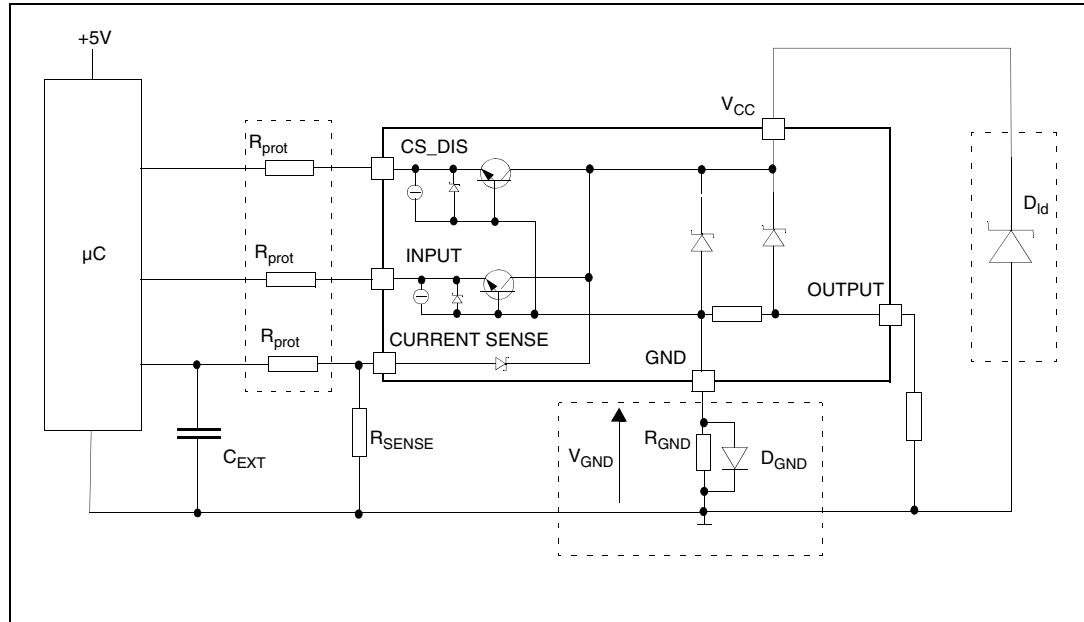 +5V
V_CC
R_prot
CS_DIS
D_ld
µC
R_prot
INPUT
OUTPUT
R_prot
CURRENT SENSE
GND
R_SENSE
C_EXT
V_GND
R_GND
D_GND